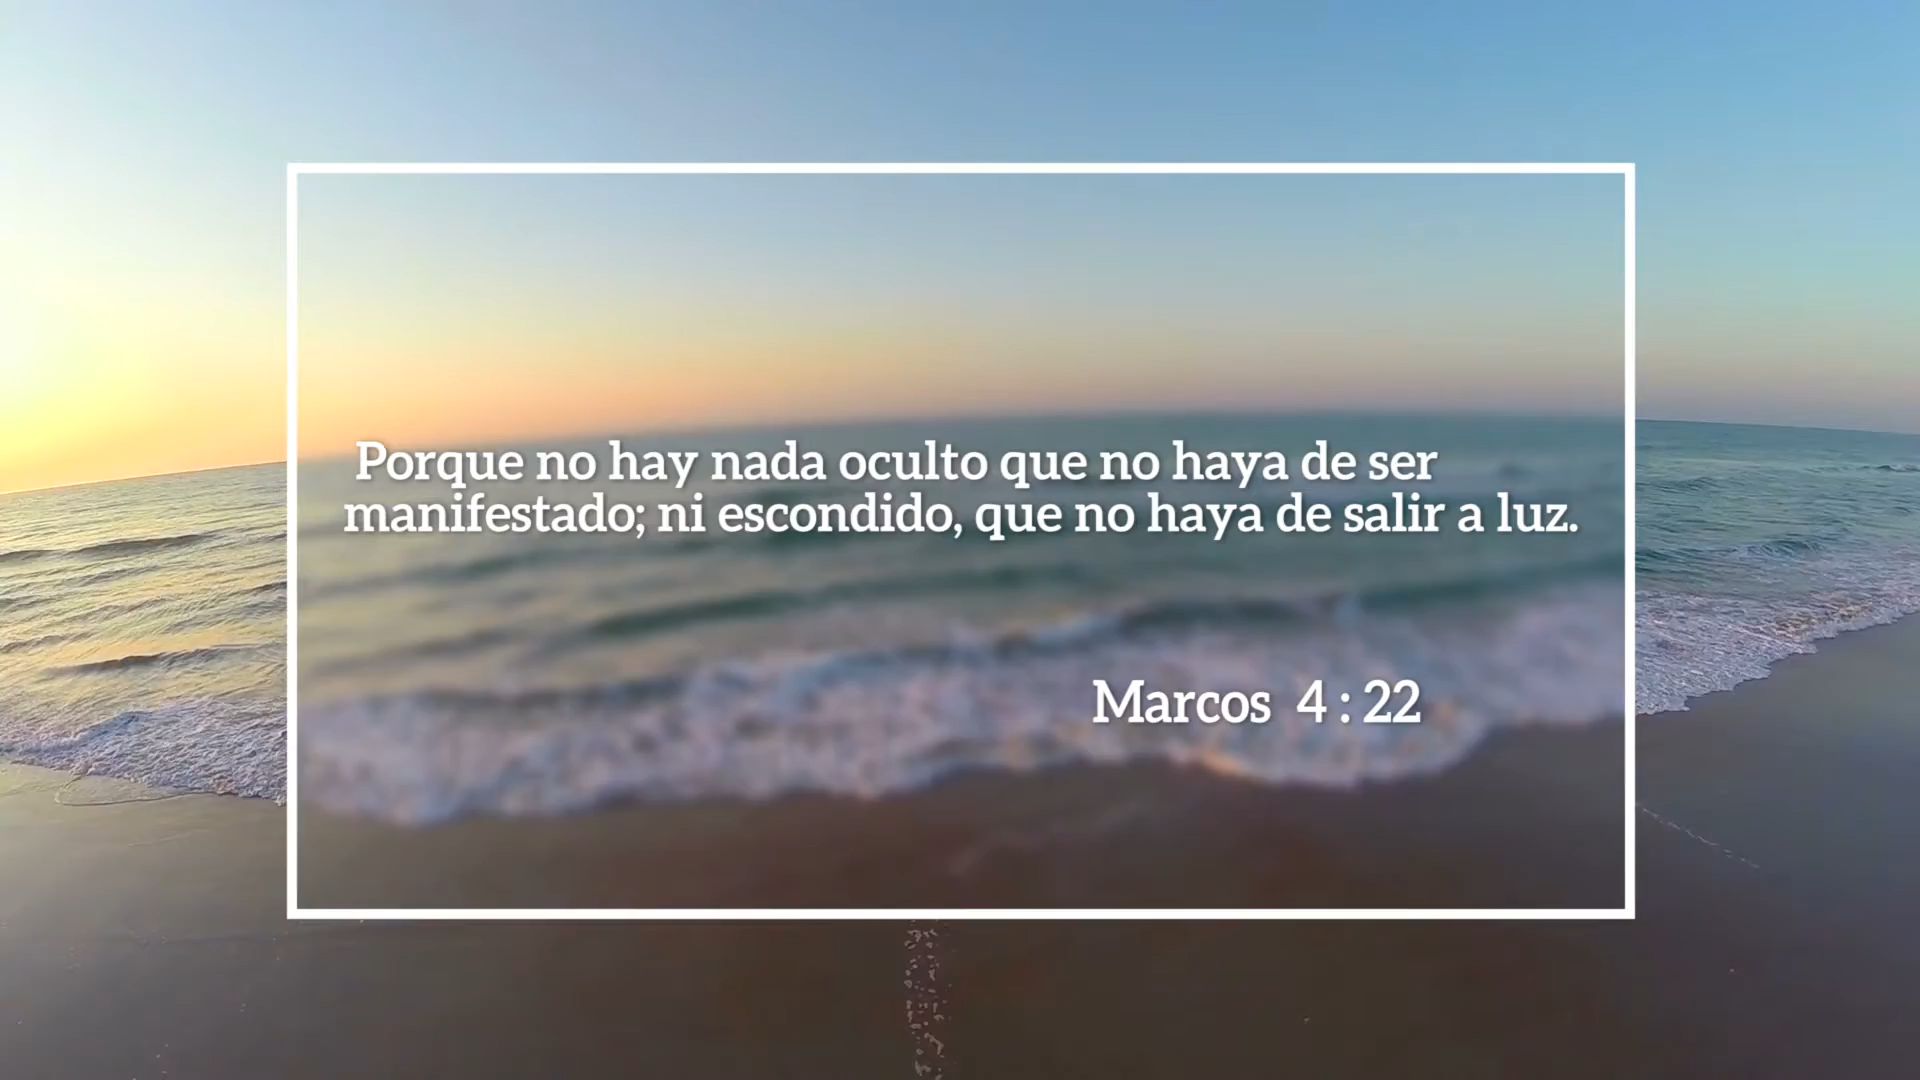 Porque no hay nada oculto que no haya de ser
manifestado; ni escondido, que no haya de salir a luz.
Marcos 4 : 22